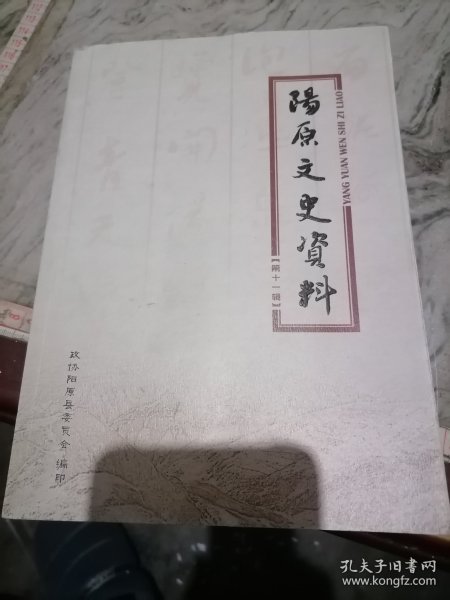 陽原文史資料
YANG YUAN WEN SHI ZI LIAO
【第十一辑】
政协阳原县委员会 编印
孔夫子旧书网
www.kongfz.com